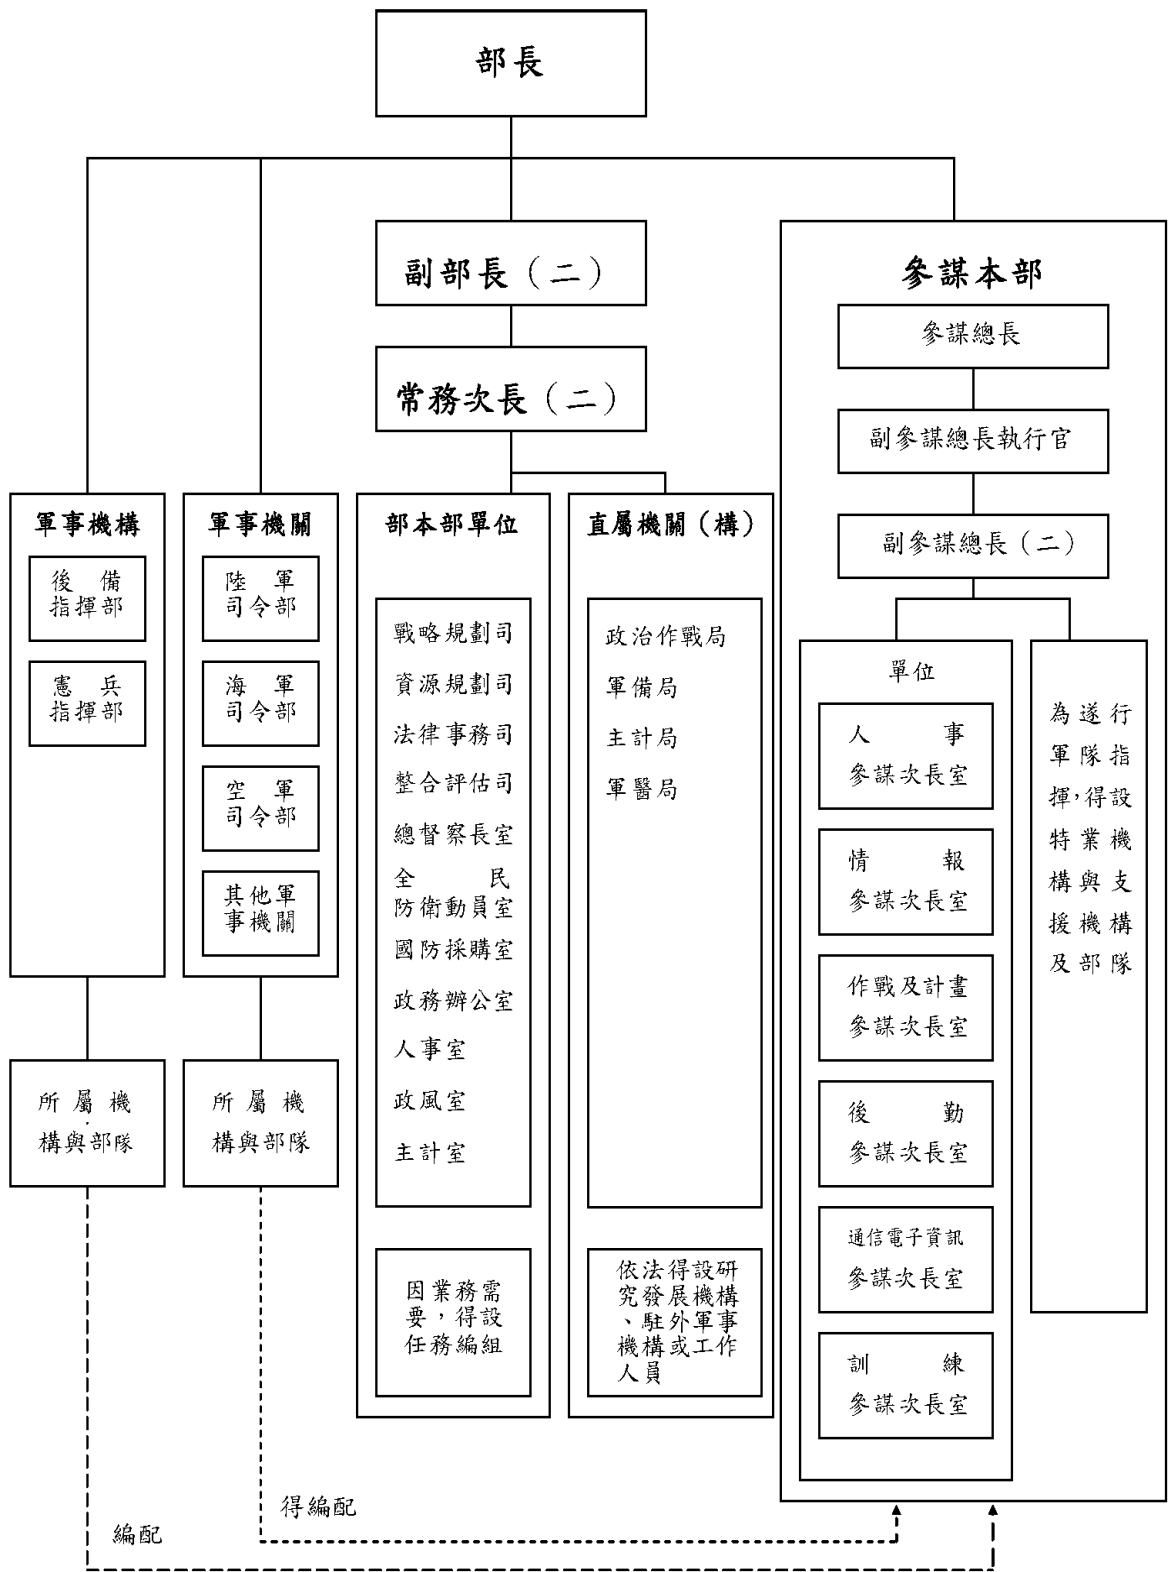 部長
副部長（二）
常務次長（二）
軍事機構
後備
指揮部
憲兵
指揮部
所屬機
構與部隊
軍事機關
陸軍
司令部
海軍
司令部
空軍
司令部
其他軍
事機關
所屬機
構與部隊
部本部單位
戰略規劃司
資源規劃司
法律事務司
整合評估司
總督察長室
全民
防衛動員室
國防採購室
政務辦公室
人事室
政風室
主計室
因業務需
要，得設
任務編組
直屬機關（構）
政治作戰局
軍備局
主計局
軍醫局
依法得設研
究發展機構
、駐外軍事
機構或工作
人員
參謀本部
參謀總長
副參謀總長執行官
副參謀總長（二）
單位
人事
參謀次長室
情報
參謀次長室
作戰及計畫
參謀次長室
後勤
參謀次長室
通信電子資訊
參謀次長室
訓練
參謀次長室
為遂行
軍隊指
揮，得設
特業機
構與支
援機構
及部隊
得編配
編配